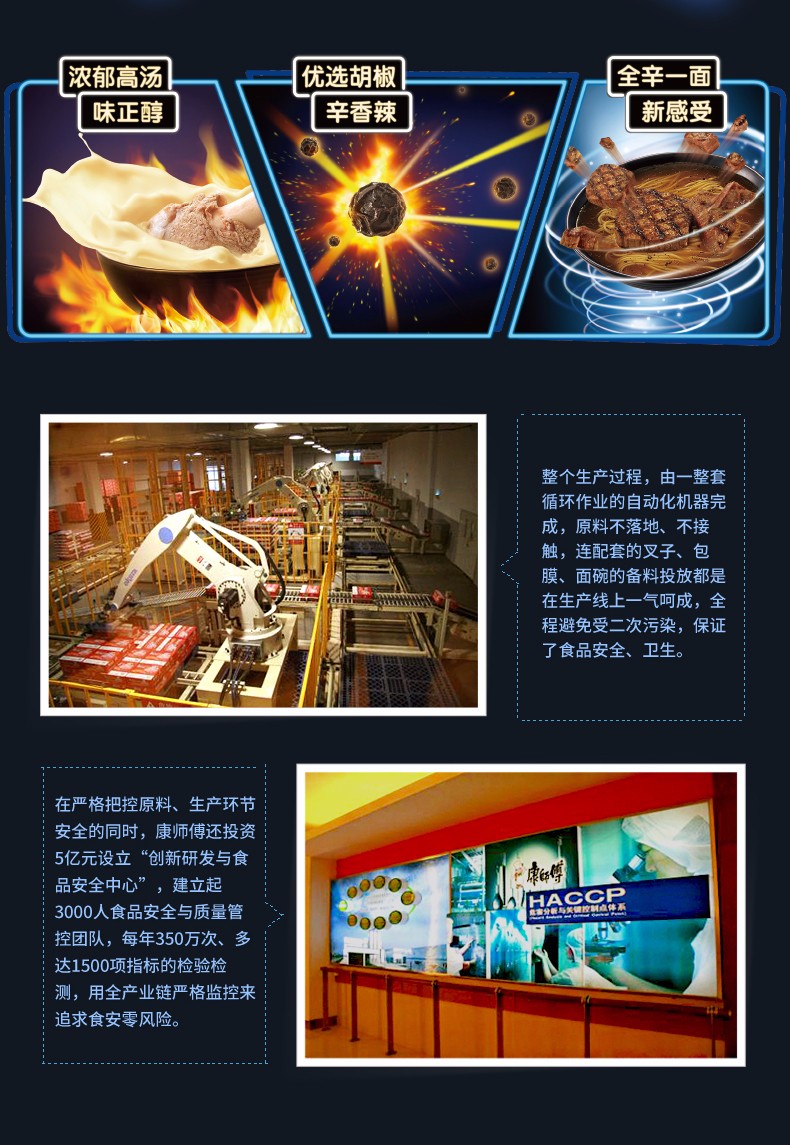 浓郁高汤
味正醇
优选胡椒
辛香辣
全辛一面
新感受
整个生产过程，由一整套
循环作业的自动化机器完
成，原料不落地、不接
触，连配套的叉子、包
膜、面碗的备料投放都是
在生产线上一气呵成，全
程避免受二次污染，保证
了食品安全、卫生。
在严格把控原料、生产环节
安全的同时，康师傅还投资
5亿元设立“创新研发与食
品安全中心”，建立起
3000人食品安全与质量管
控团队，每年350万次、多
达1500项指标的检验检
测，用全产业链严格监控来
追求食安零风险。
康師傅
HACCP
危害分析与关键控制点体系
(Hazard Analysis and Critical Control Point)